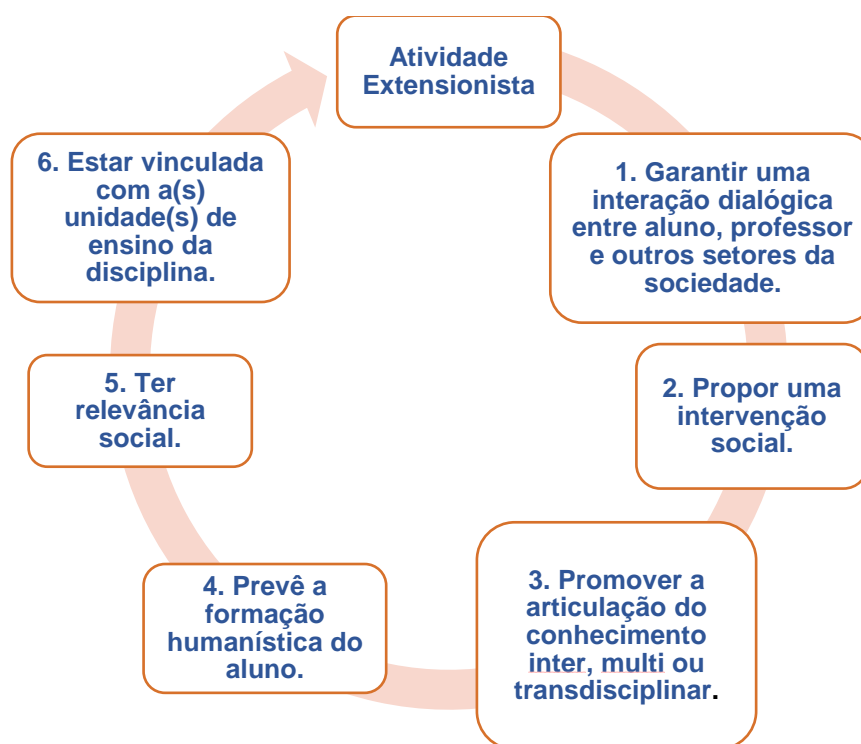 Atividade
Extensionista
1. Garantir uma
interação dialógica
entre aluno, professor
e outros setores da
sociedade.
2. Propor uma
intervenção
social.
3. Promover a
articulação do
conhecimento
inter, multi ou
transdisciplinar.
4. Prevê a
formação
humanística do
aluno.
5. Ter
relevância
social.
6. Estar vinculada
com a(s)
unidade(s) de
ensino da
disciplina.